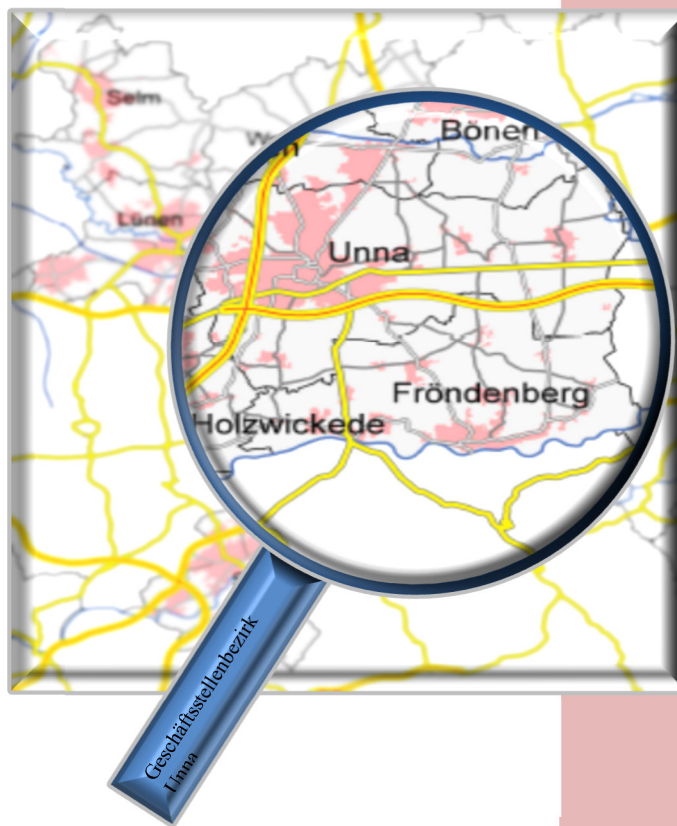 Selm
Bönen
Lünen
Unna
Fröndenberg
Holzwickede
Geschäftsstellenbezirk
Unna